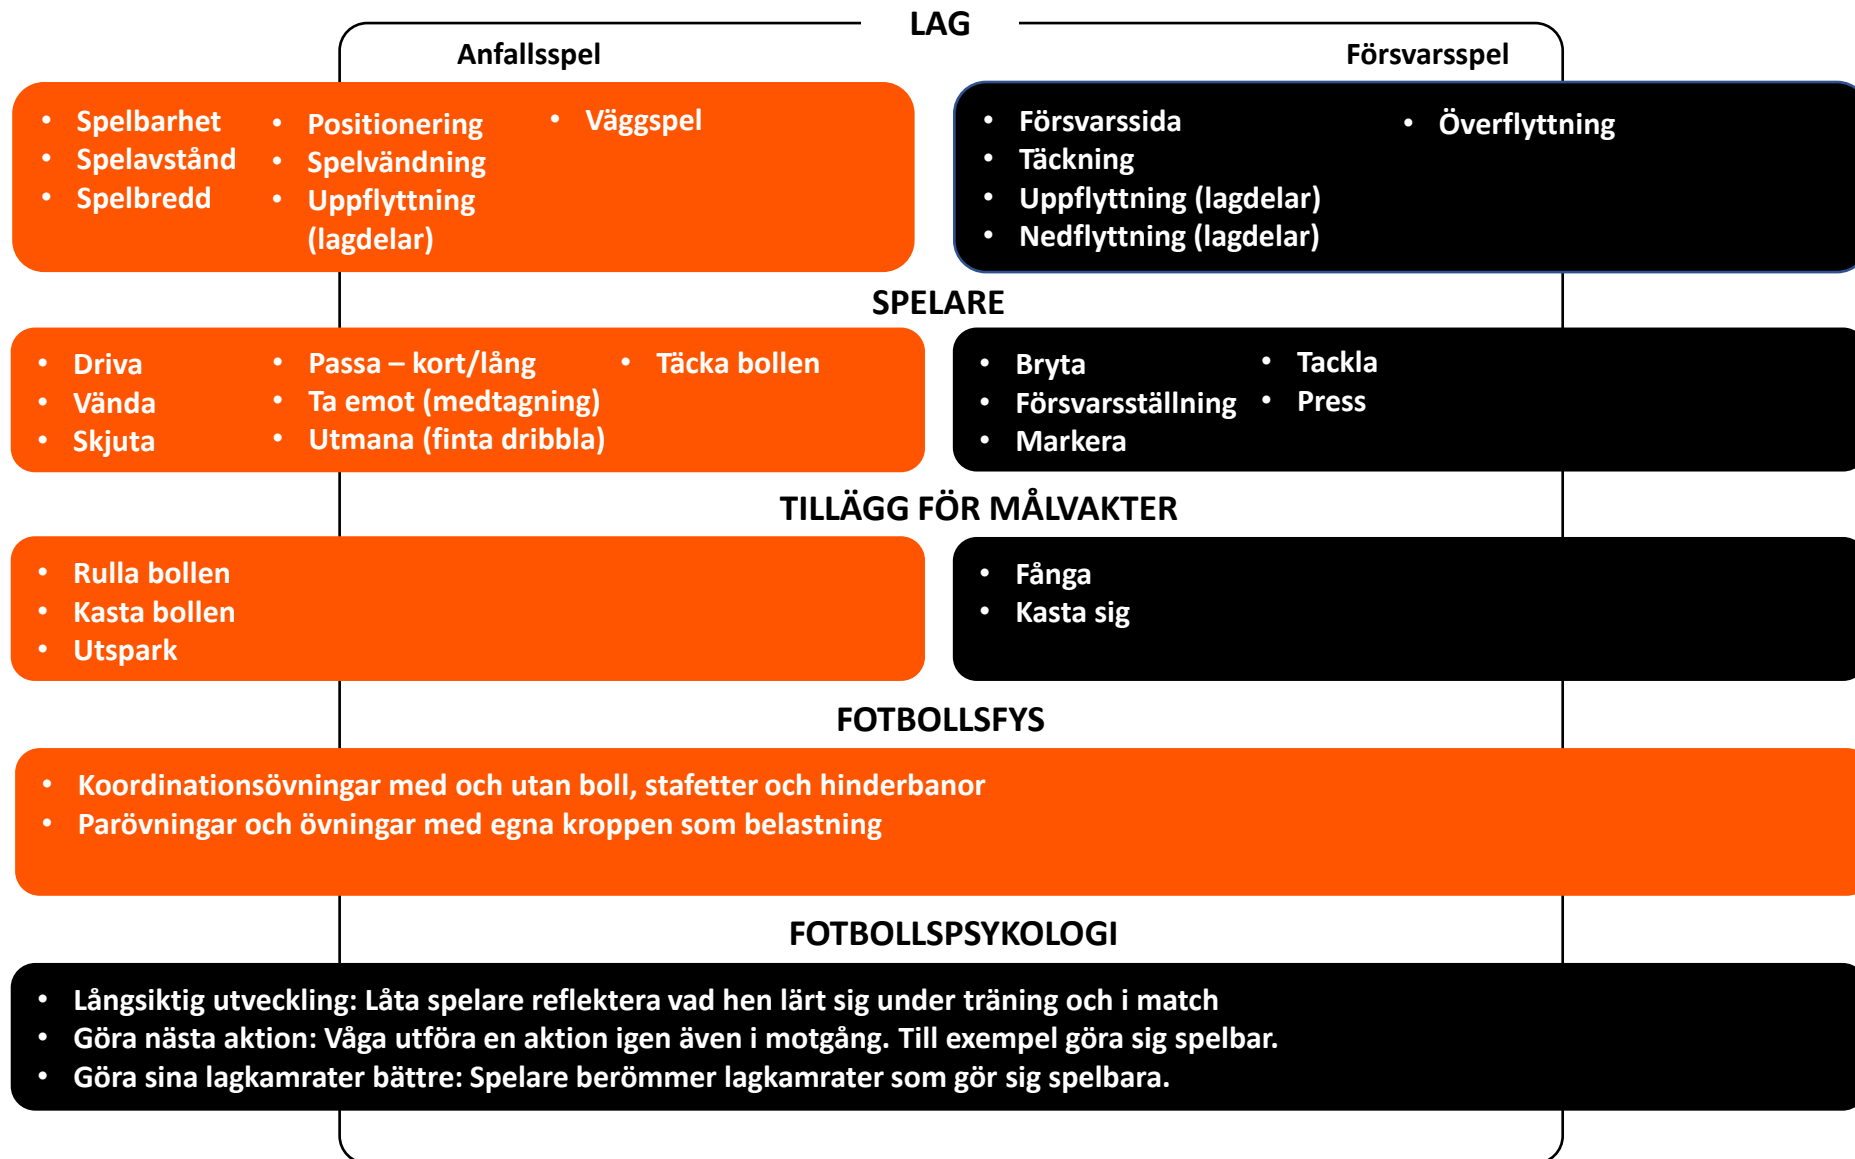 LAG
Anfallsspel
Försvarsspel
• Spelbarhet
• Spelavstånd
• Spelbredd
• Positionering
• Spelvändning
• Uppflyttning
(lagdelar)
• Väggspel
• Försvarssida
• Täckning
• Uppflyttning (lagdelar)
• Nedflyttning (lagdelar)
• Överflyttning
SPELARE
• Driva
• Vända
• Skjuta
• Passa – kort/lång
• Ta emot (medtagning)
• Utmana (finta dribbla)
• Täcka bollen
• Bryta
• Försvarsställning
• Markera
• Tackla
• Press
TILLÄGG FÖR MÅLVAKTER
• Rulla bollen
• Kasta bollen
• Utspark
• Fånga
• Kasta sig
FOTBOLLSFYS
• Koordinationsövningar med och utan boll, stafetter och hinderbanor
• Parövningar och övningar med egna kroppen som belastning
FOTBOLLSPSYKOLOGI
• Långsiktig utveckling: Låta spelare reflektera vad hen lärt sig under träning och i match
• Göra nästa aktion: Våga utföra en aktion igen även i motgång. Till exempel göra sig spelbar.
• Göra sina lagkamrater bättre: Spelare berömmer lagkamrater som gör sig spelbara.